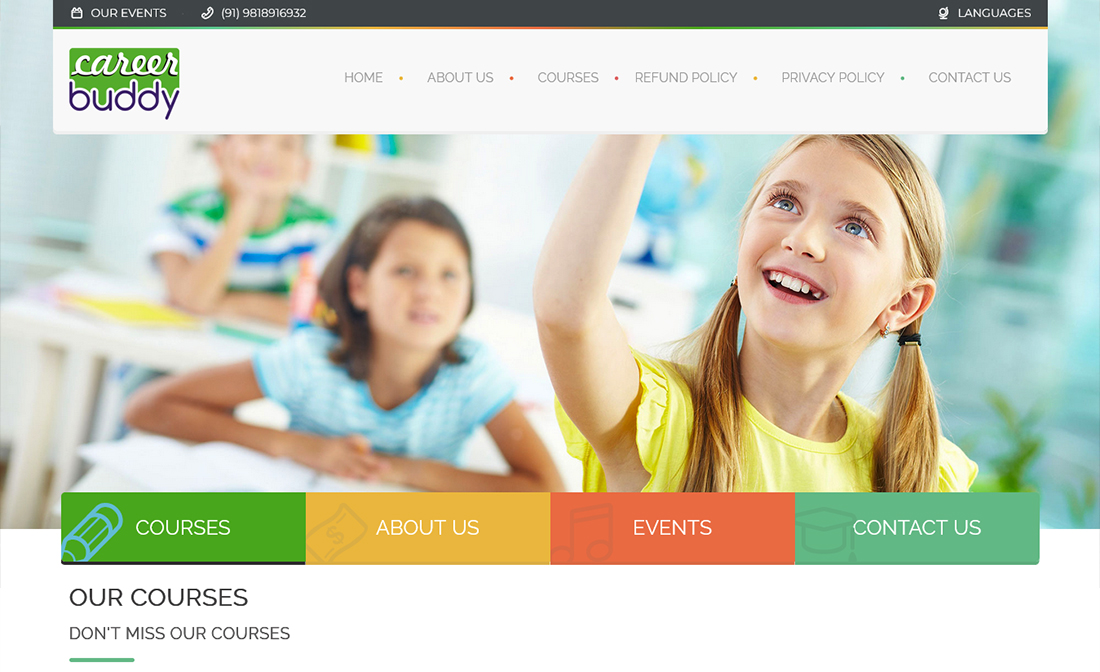 OUR EVENTS (91) 9818916932 LANGUAGES
career
buddy
HOME • ABOUT US • COURSES • REFUND POLICY • PRIVACY POLICY • CONTACT US
COURSES ABOUT US EVENTS CONTACT US
OUR COURSES
DON'T MISS OUR COURSES